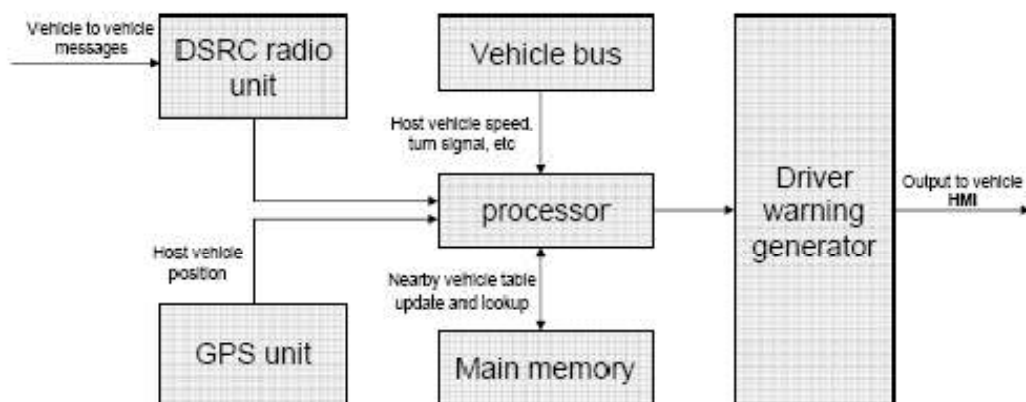 Vehicle to vehicle
messages
DSRC radio
unit
Vehicle bus
Host vehicle speed,
turn signal, etc
processor
Driver
warning
generator
Output to vehicle
HMI
Host vehicle
position
Nearby vehicle table
update and lookup
GPS unit
Main memory